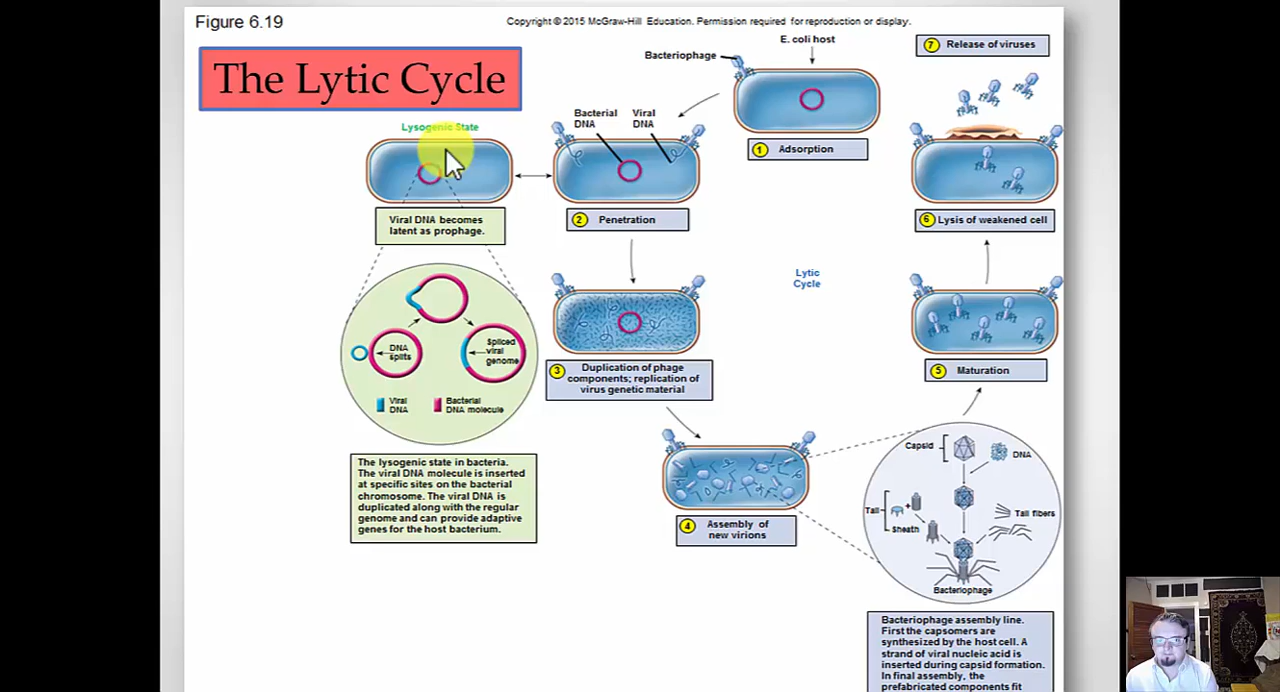 Figure 6.19
Copyright © 2015 McGraw-Hill Education. Permission required for reproduction or display.
The Lytic Cycle
E. coli host
Bacteriophage
7 Release of viruses
Bacterial
DNA
Viral
DNA
Lysogenic State
1 Adsorption
Viral DNA becomes
latent as prophage.
2 Penetration
6 Lysis of weakened cell
Lytic
Cycle
DNA
splits
Spliced
viral
genome
Viral
DNA
Bacterial
DNA molecule
3 Duplication of phage
components; replication of
virus genetic material
5 Maturation
The lysogenic state in bacteria.
The viral DNA molecule is inserted
at specific sites on the bacterial
chromosome. The viral DNA is
duplicated along with the regular
genome and can provide adaptive
genes for the host bacterium.
4 Assembly of
new virions
Capsid
DNA
Tail
Sheath
Tail fibers
Bacteriophage
Bacteriophage assembly line.
First the capsomers are
synthesized by the host cell. A
strand of viral nucleic acid is
inserted during capsid formation.
In final assembly, the
prefabricated components fit